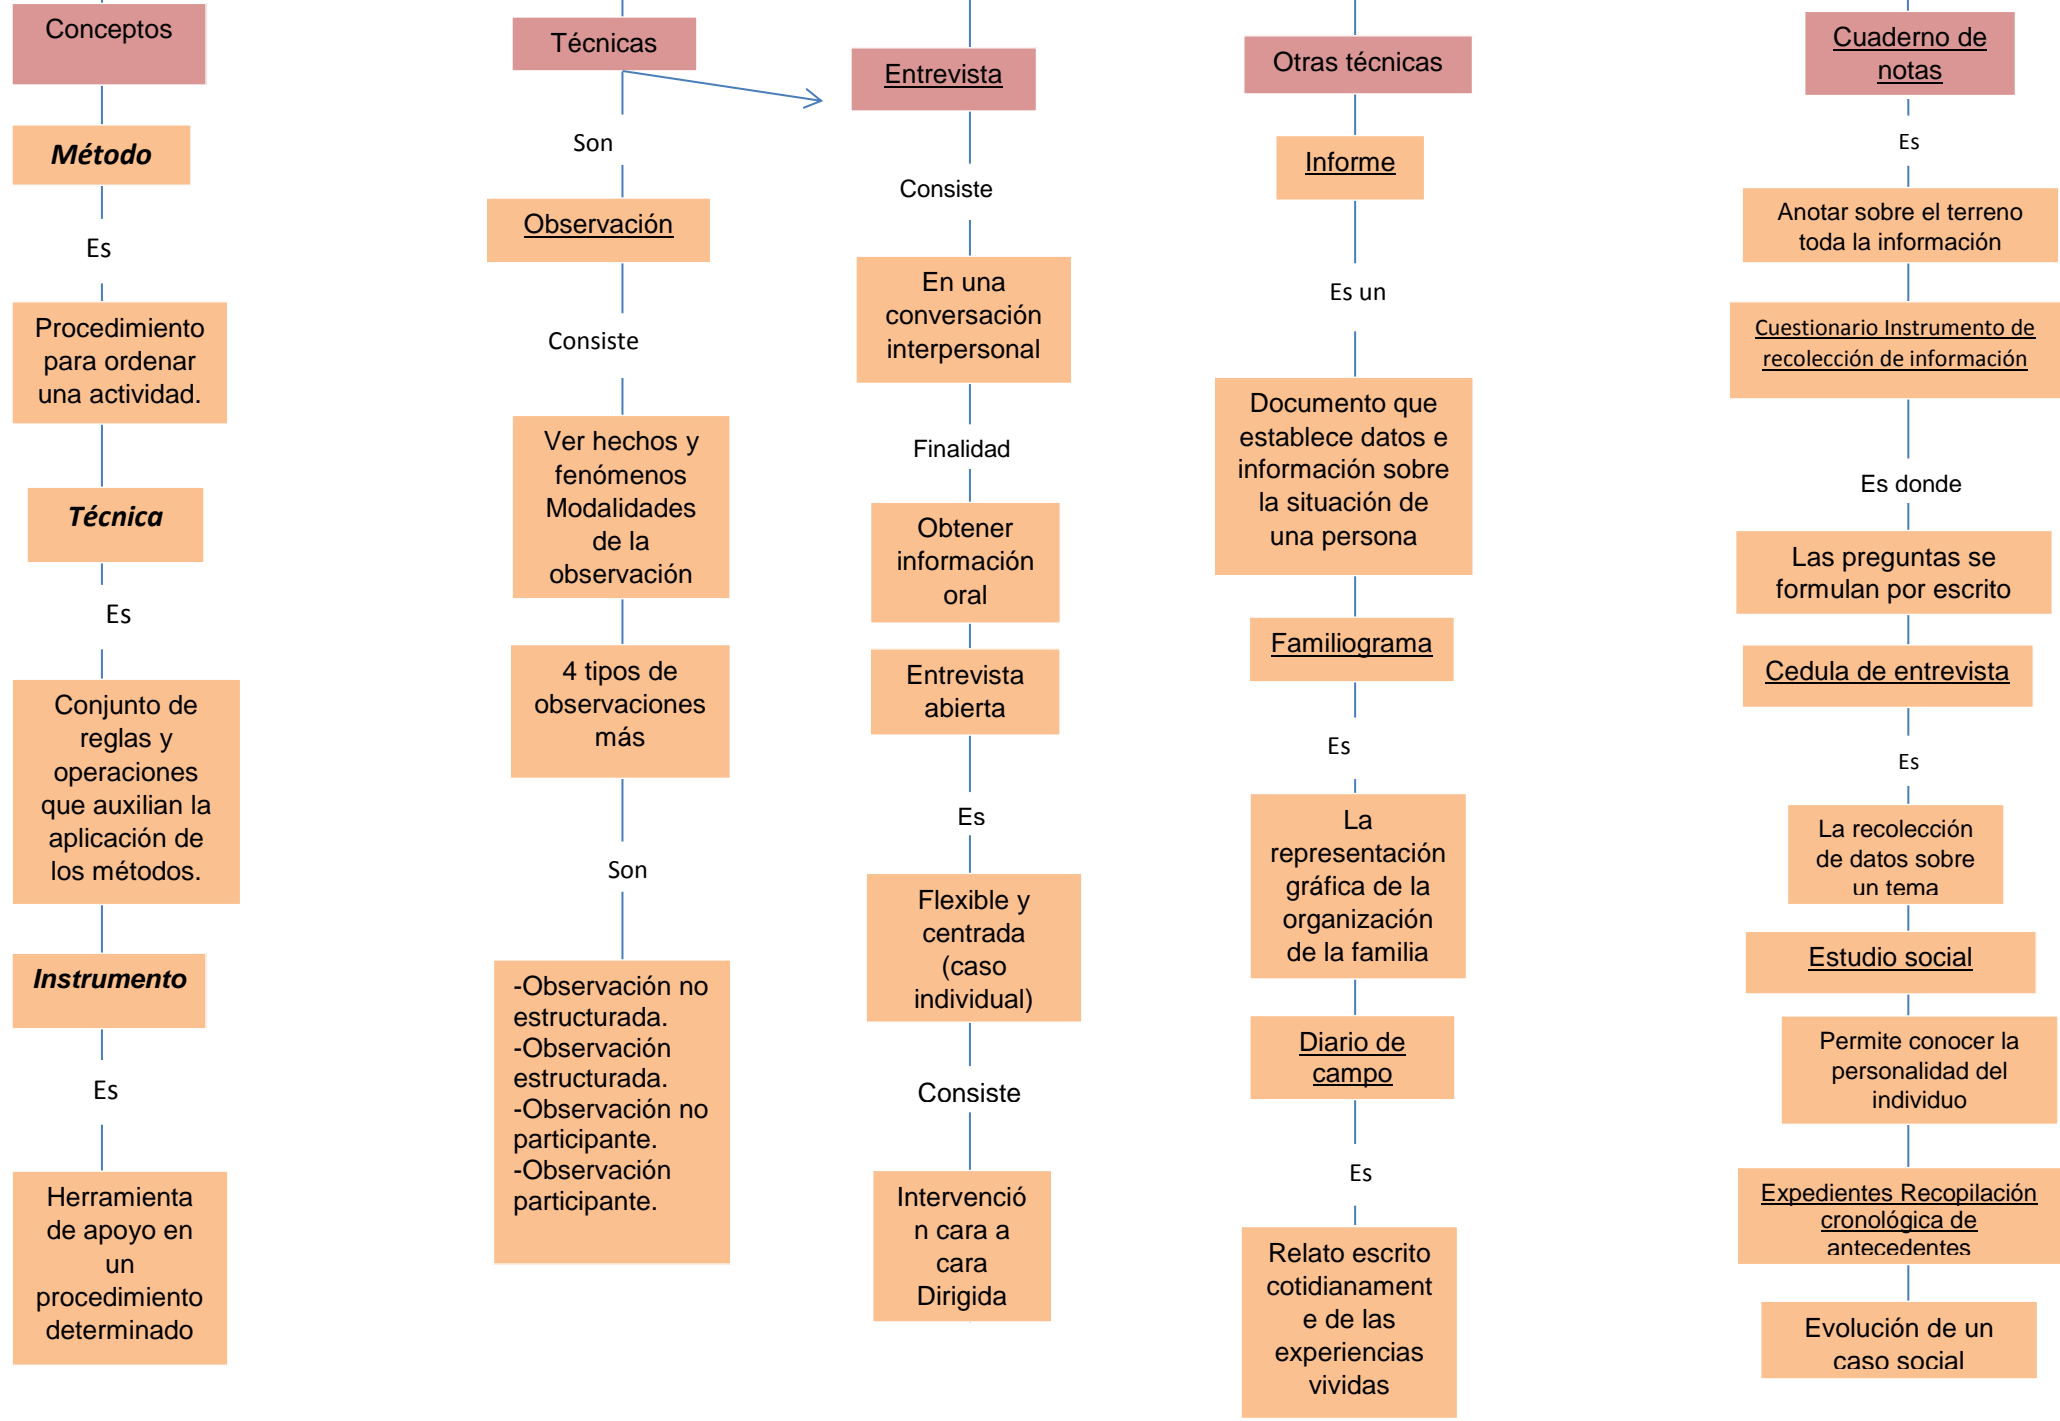 Conceptos
Método
Es
Procedimiento
para ordenar
una actividad.
Técnica
Es
Conjunto de
reglas y
operaciones
que auxilian la
aplicación de
los métodos.
Instrumento
Es
Herramienta
de apoyo en
un
procedimiento
determinado
Técnicas
Son
Observación
Consiste
Ver hechos y
fenómenos
Modalidades
de la
observación
4 tipos de
observaciones
más
Son
-Observación no
estructurada.
-Observación
estructurada.
-Observación no
participante.
-Observación
participante.
Entrevista
Consiste
En una
conversación
interpersonal
Finalidad
Obtener
información
oral
Entrevista
abierta
Es
Flexible y
centrada
(caso
individual)
Consiste
Intervenció
n cara a
cara
Dirigida
Otras técnicas
Informe
Es un
Documento que
establece datos e
información sobre
la situación de
una persona
Familiograma
Es
La
representación
gráfica de la
organización
de la familia
Diario de
campo
Es
Relato escrito
cotidianament
e de las
experiencias
vividas
Cuaderno de
notas
Es
Anotar sobre el terreno
toda la información
Cuestionario Instrumento de
recolección de información
Es donde
Las preguntas se
formulan por escrito
Cedula de entrevista
Es
La recolección
de datos sobre
un tema
Estudio social
Permite conocer la
personalidad del
individuo
Expedientes Recopilación
cronológica de
antecedentes
Evolución de un
caso social